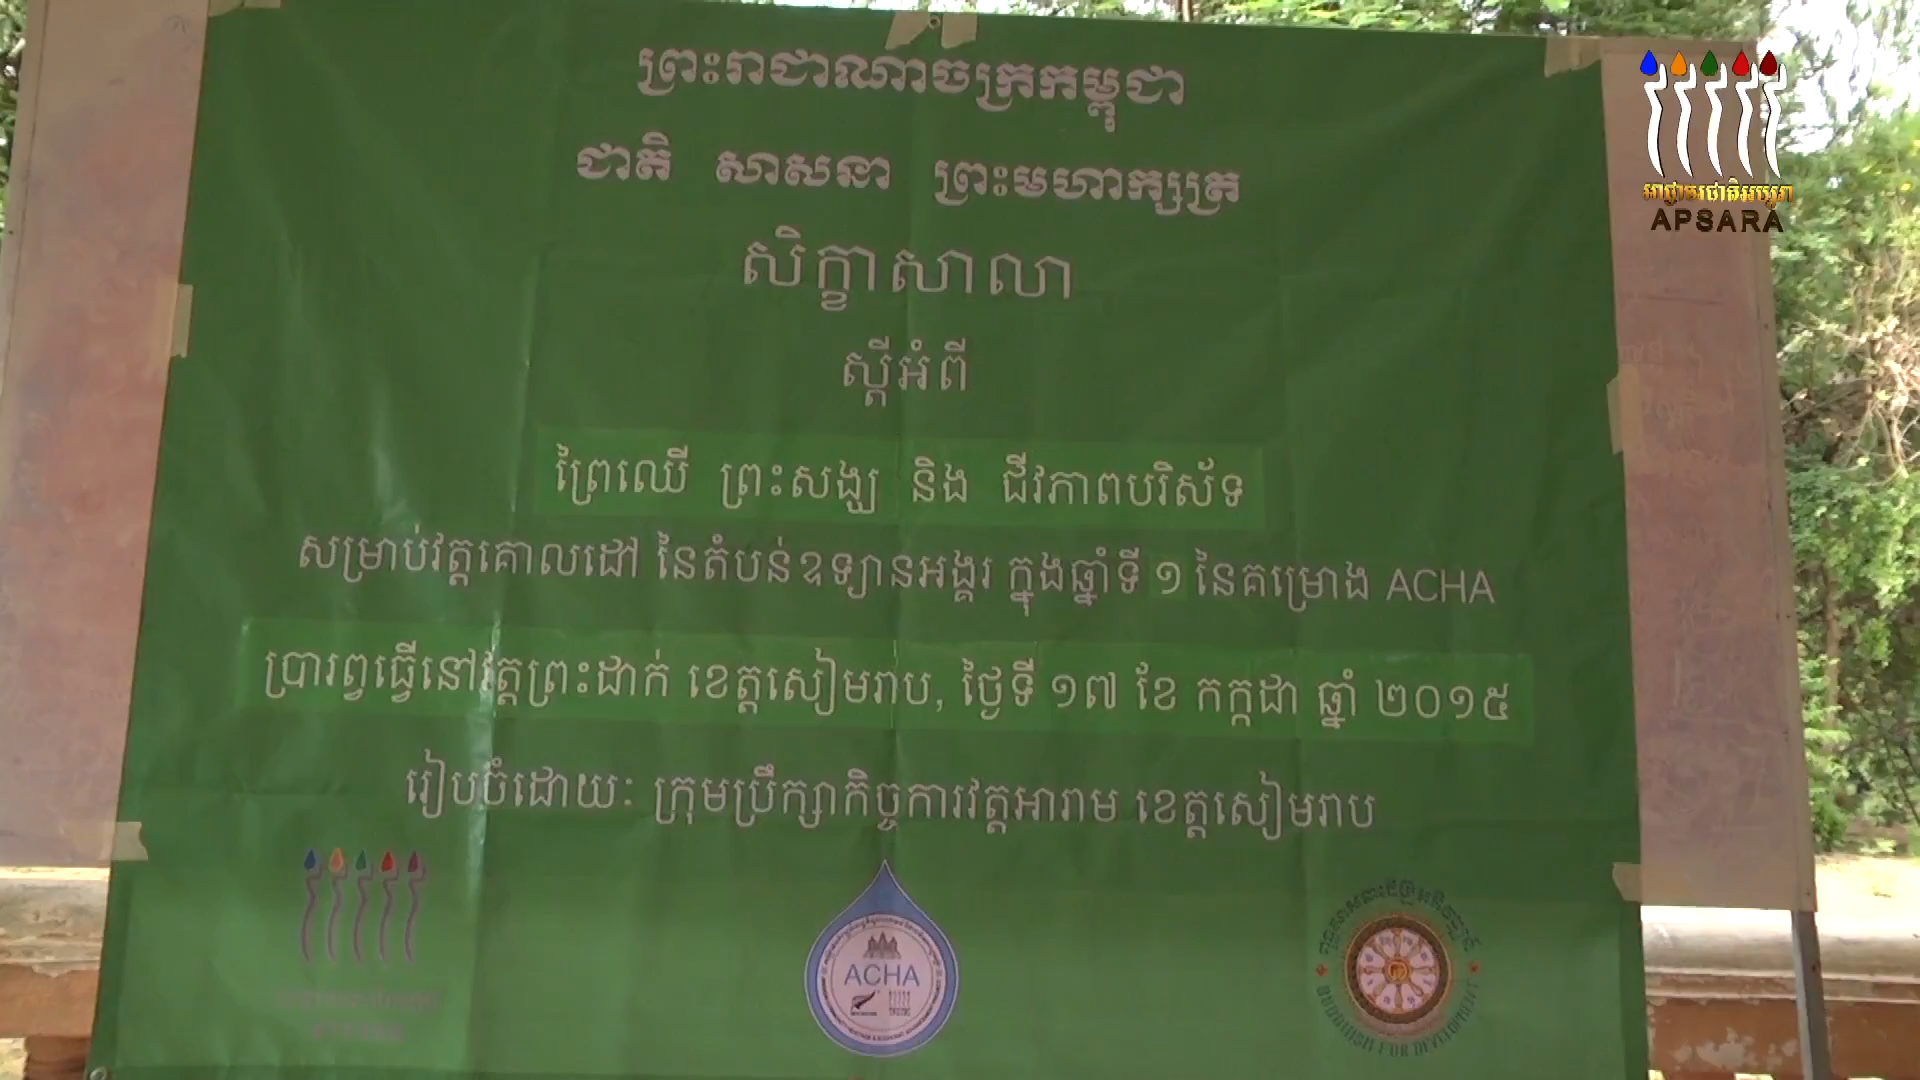 ព្រះរាជាណាចក្រកម្ពុជា
ជាតិ សាសនា ព្រះមហាក្សត្រ
សិក្ខាសាលា
ស្តីអំពី
ព្រៃឈើ ព្រះសង្ឃ និង ជីវភាពបរិស័ទ
សម្រាប់វត្តគោលដៅ នៃតំបន់ឧទ្យានអង្គរ ក្នុងឆ្នាំទី ១ នៃគម្រោង ACHA
ប្រារព្វធ្វើនៅវត្តព្រះដាក់ ខេត្តសៀមរាប, ថ្ងៃទី ១៧ ខែ កក្កដា ឆ្នាំ ២០១៥
រៀបចំដោយៈ ក្រុមប្រឹក្សាកិច្ចការវត្តអារាម ខេត្តសៀមរាប
ACHA
BUDDHISM FOR DEVELOPMENT
អាជ្ញាធរជាតិអប្សរា
APSARA